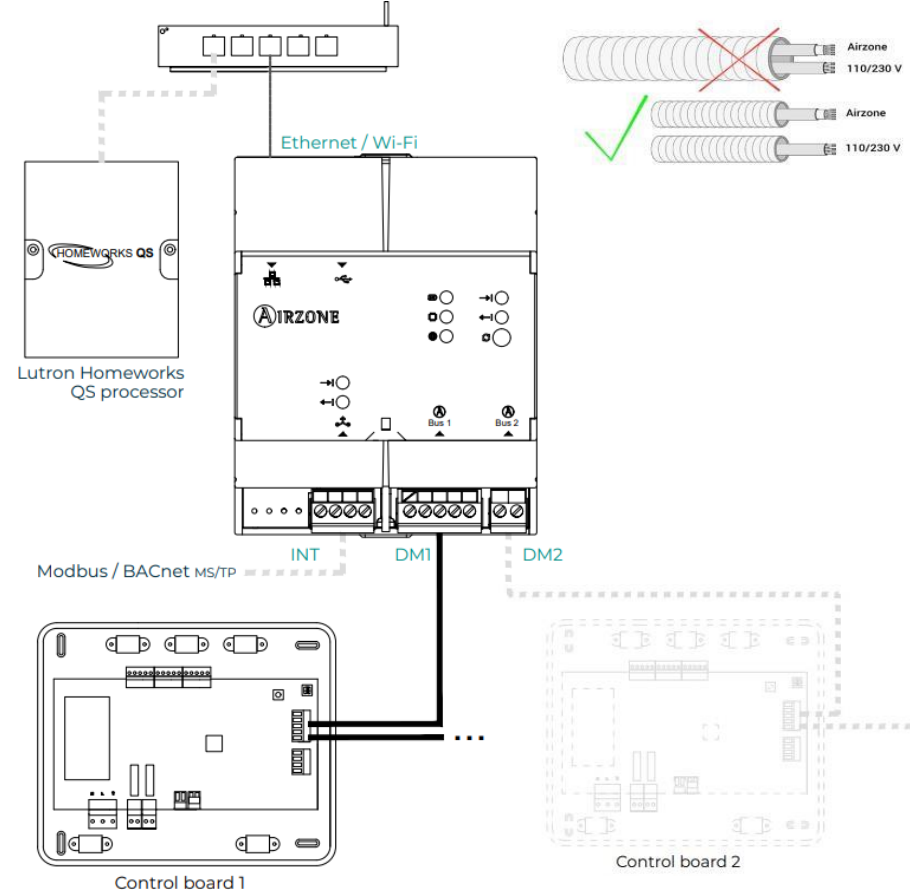 Airzone
110/230 V
Airzone
110/230 V
Ethernet / Wi-Fi
HOMEWORKS QS
AIRZONE
Lutron Homeworks
QS processor
Bus 1
Bus 2
INT
DM1
DM2
Modbus / BACnet MS/TP
...
Control board 1
Control board 2